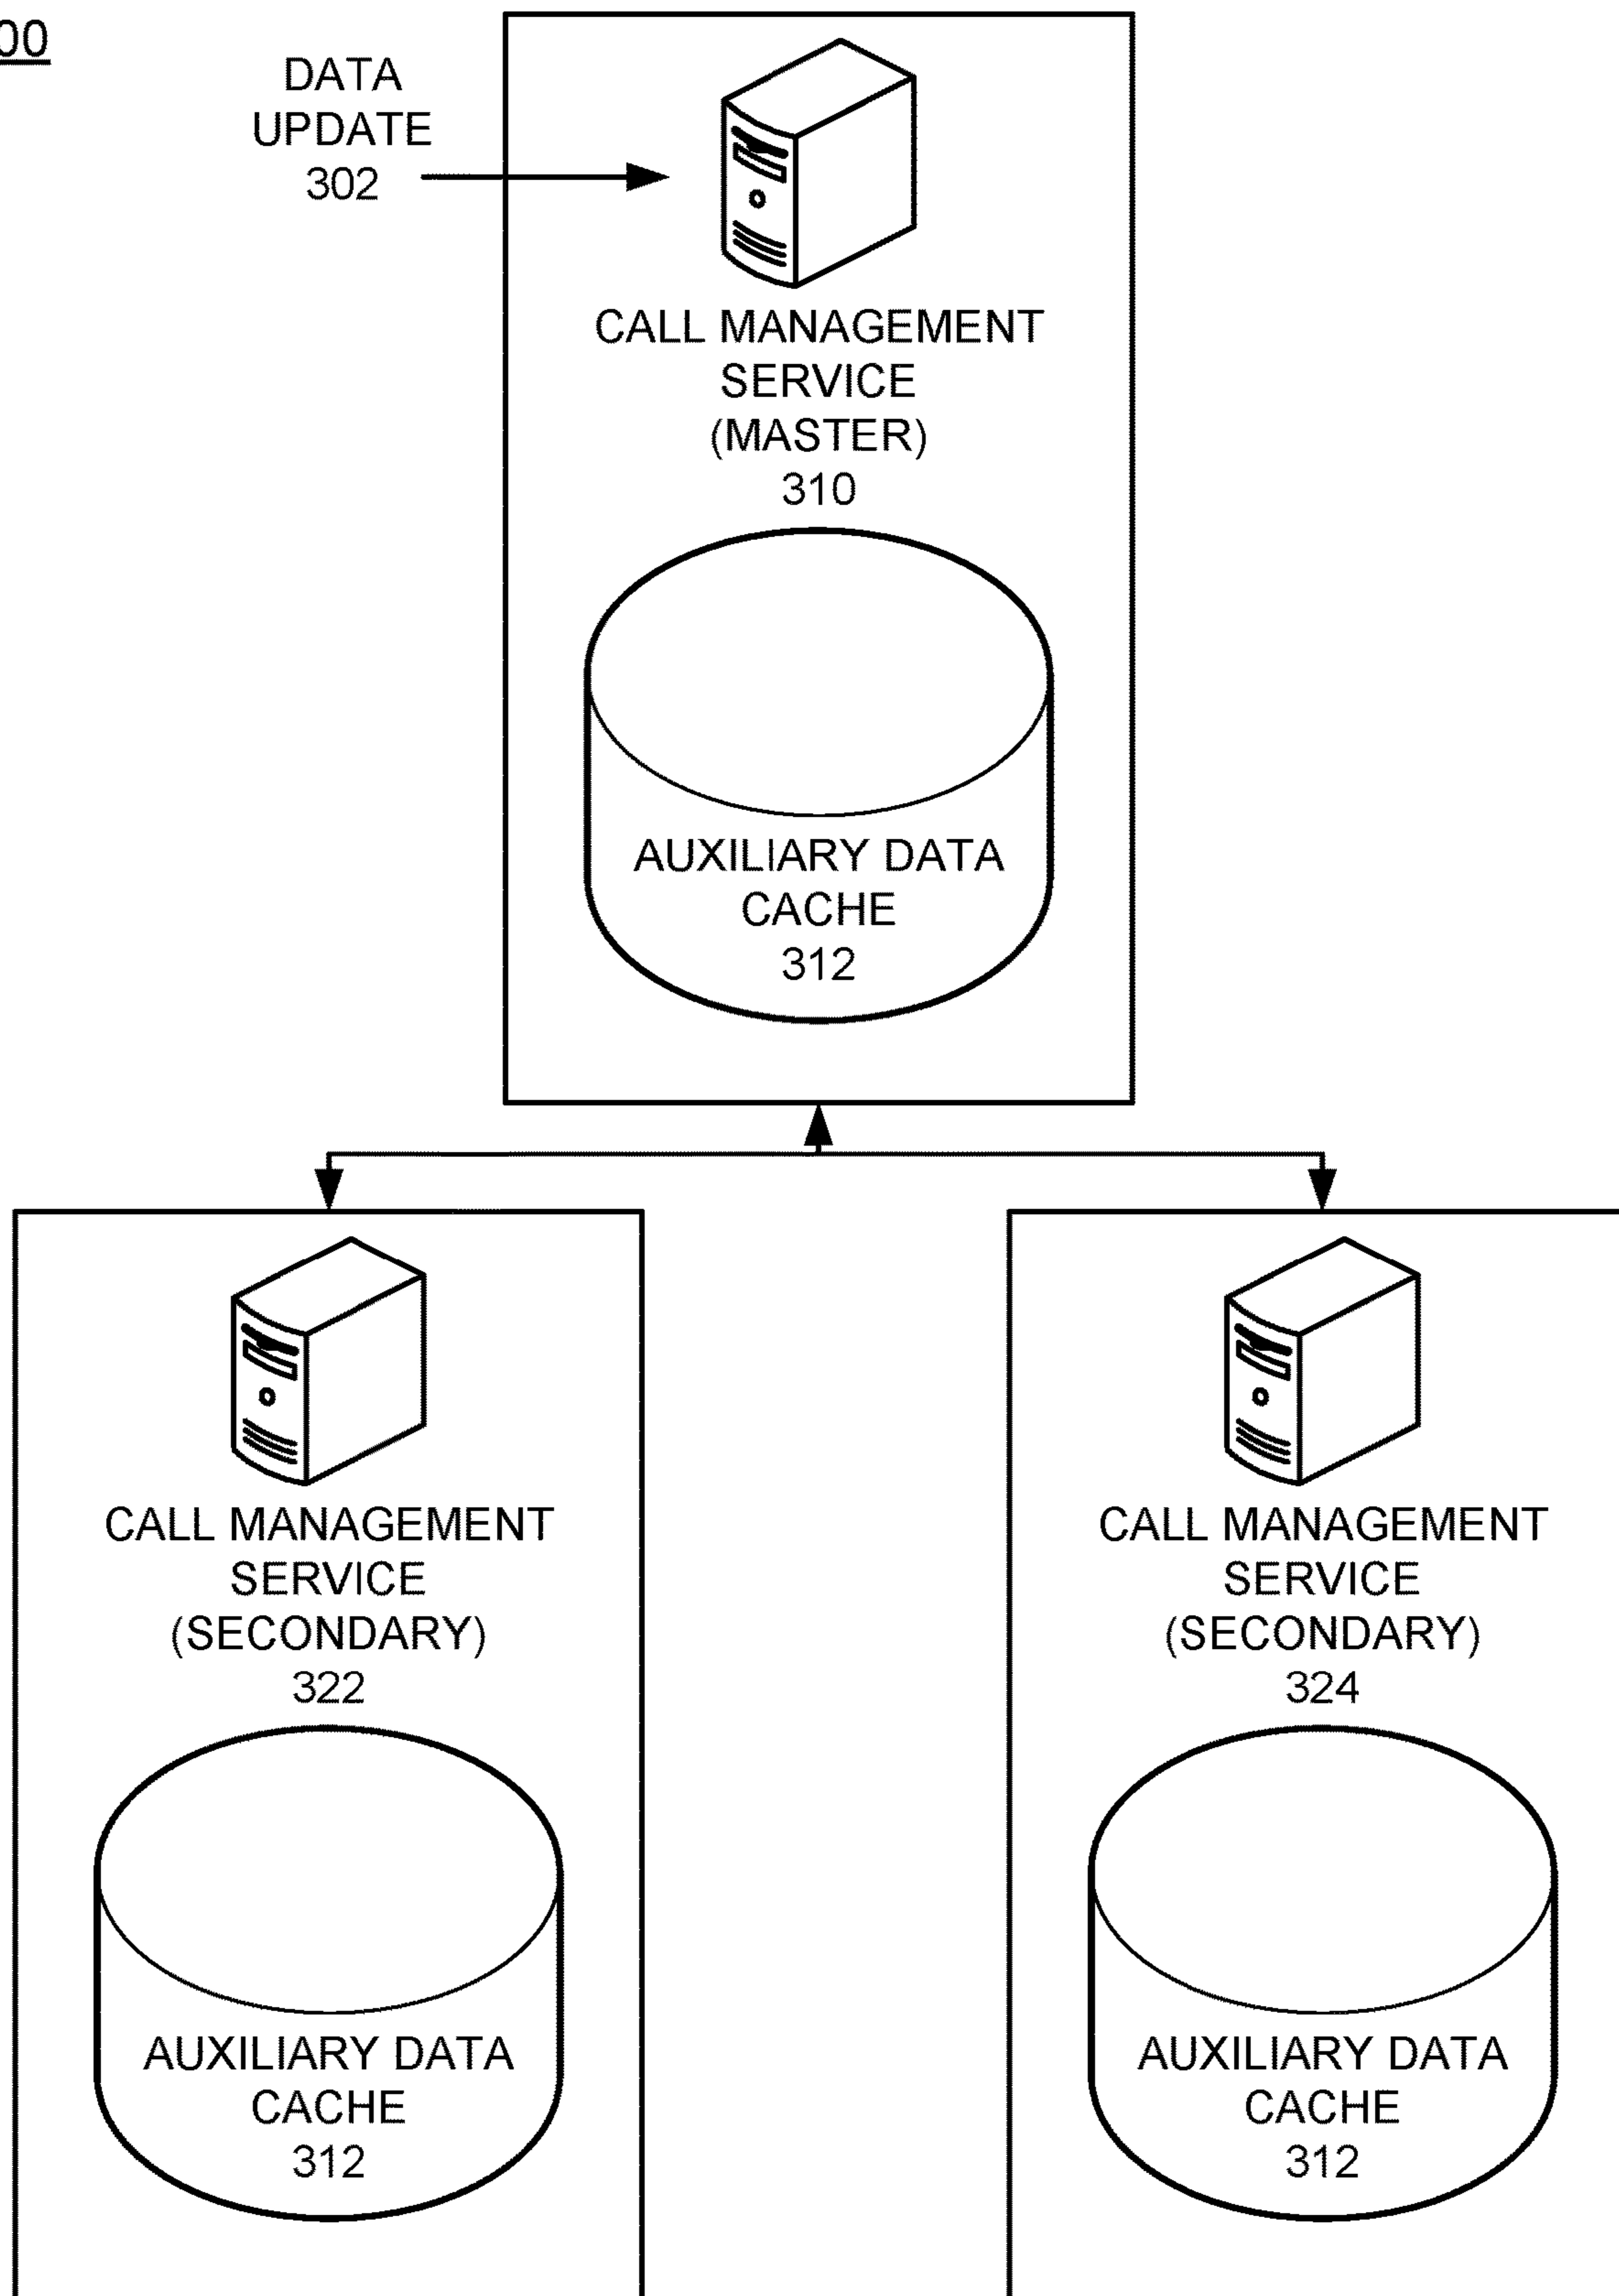 00
DATA
UPDATE
302
CALL MANAGEMENT
SERVICE
(MASTER)
310
AUXILIARY DATA
CACHE
312
CALL MANAGEMENT
SERVICE
(SECONDARY)
322
AUXILIARY DATA
CACHE
312
CALL MANAGEMENT
SERVICE
(SECONDARY)
324
AUXILIARY DATA
CACHE
312